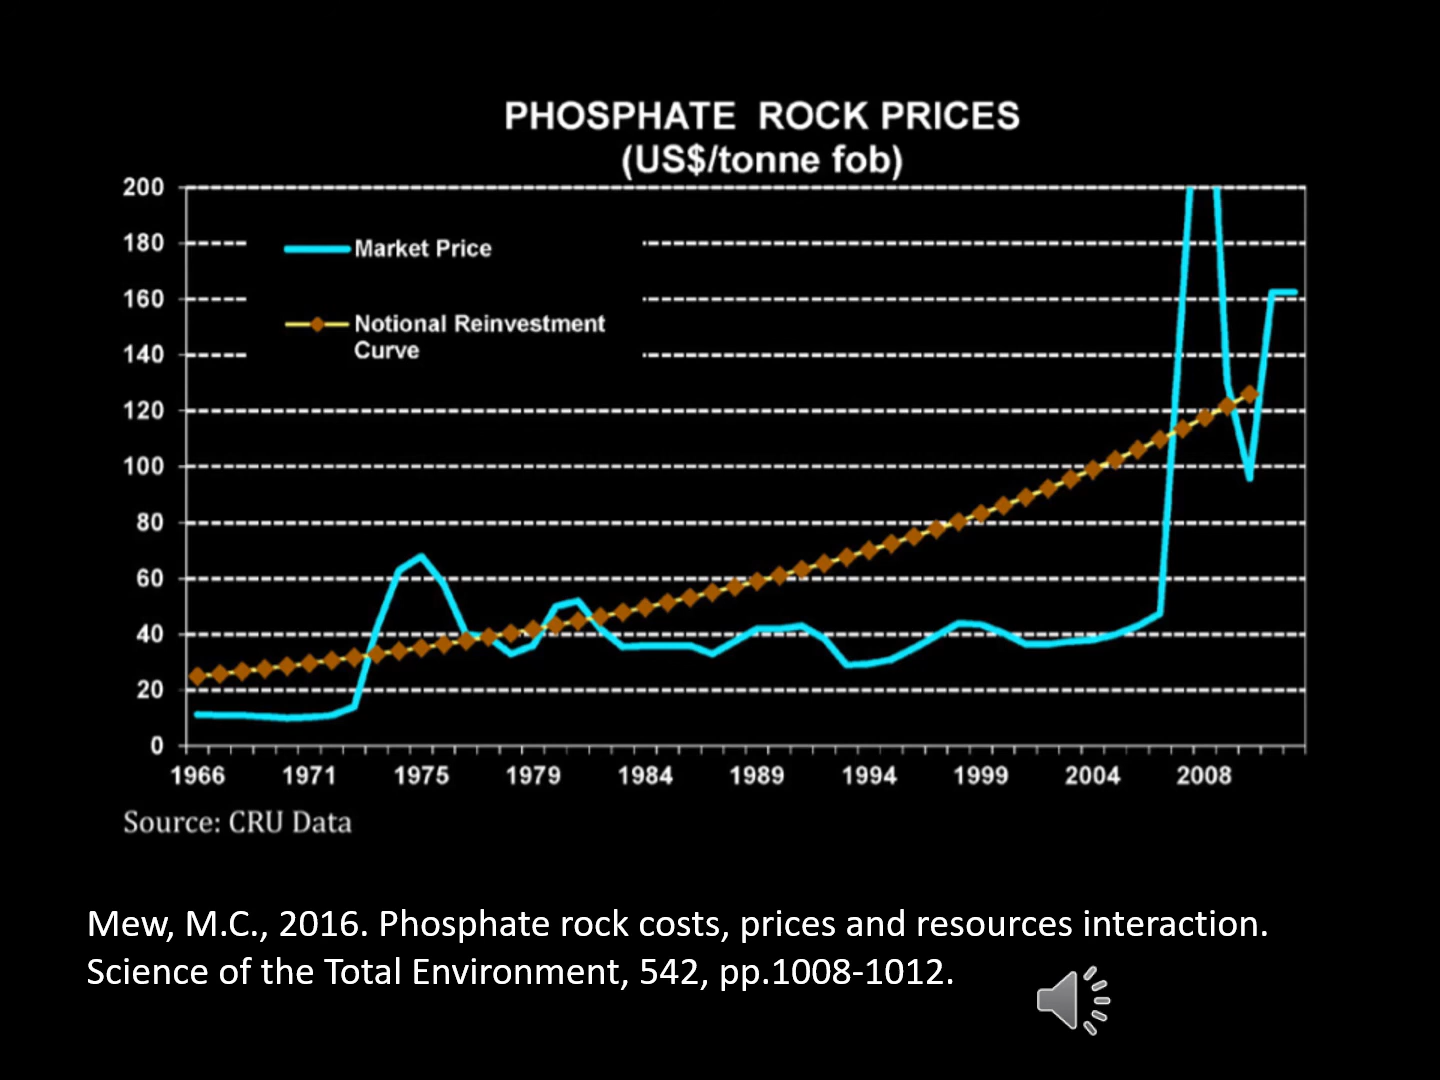 PHOSPHATE ROCK PRICES
(US$/tonne fob)
200
180
160
140
120
100
80
60
40
20
0
Market Price
Notional Reinvestment
Curve
1966 1971 1975 1979 1984 1989 1994 1999 2004 2008
Source: CRU Data
Mew, M.C., 2016. Phosphate rock costs, prices and resources interaction.
Science of the Total Environment, 542, pp.1008-1012.